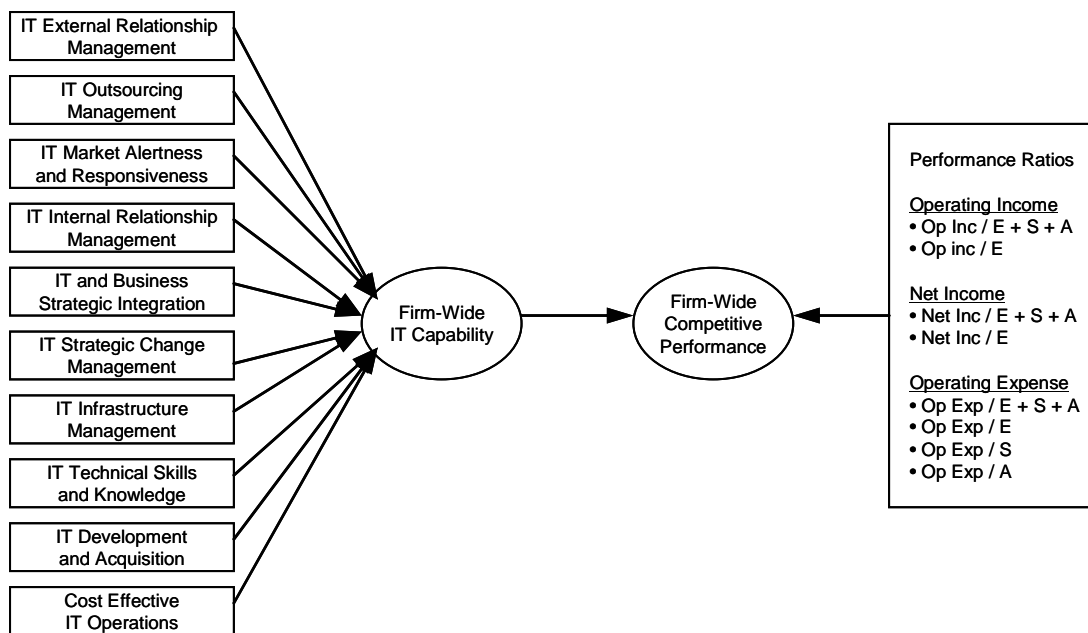 IT External Relationship
Management
IT Outsourcing
Management
IT Market Alertness
and Responsiveness
IT Internal Relationship
Management
IT and Business
Strategic Integration
IT Strategic Change
Management
IT Infrastructure
Management
IT Technical Skills
and Knowledge
IT Development
and Acquisition
Cost Effective
IT Operations
Firm-Wide
IT Capability
Firm-Wide
Competitive
Performance
Performance Ratios
Operating Income
• Op Inc / E + S + A
• Op inc / E
Net Income
• Net Inc / E + S + A
• Net Inc / E
Operating Expense
• Op Exp / E + S + A
• Op Exp / E
• Op Exp / S
• Op Exp / A